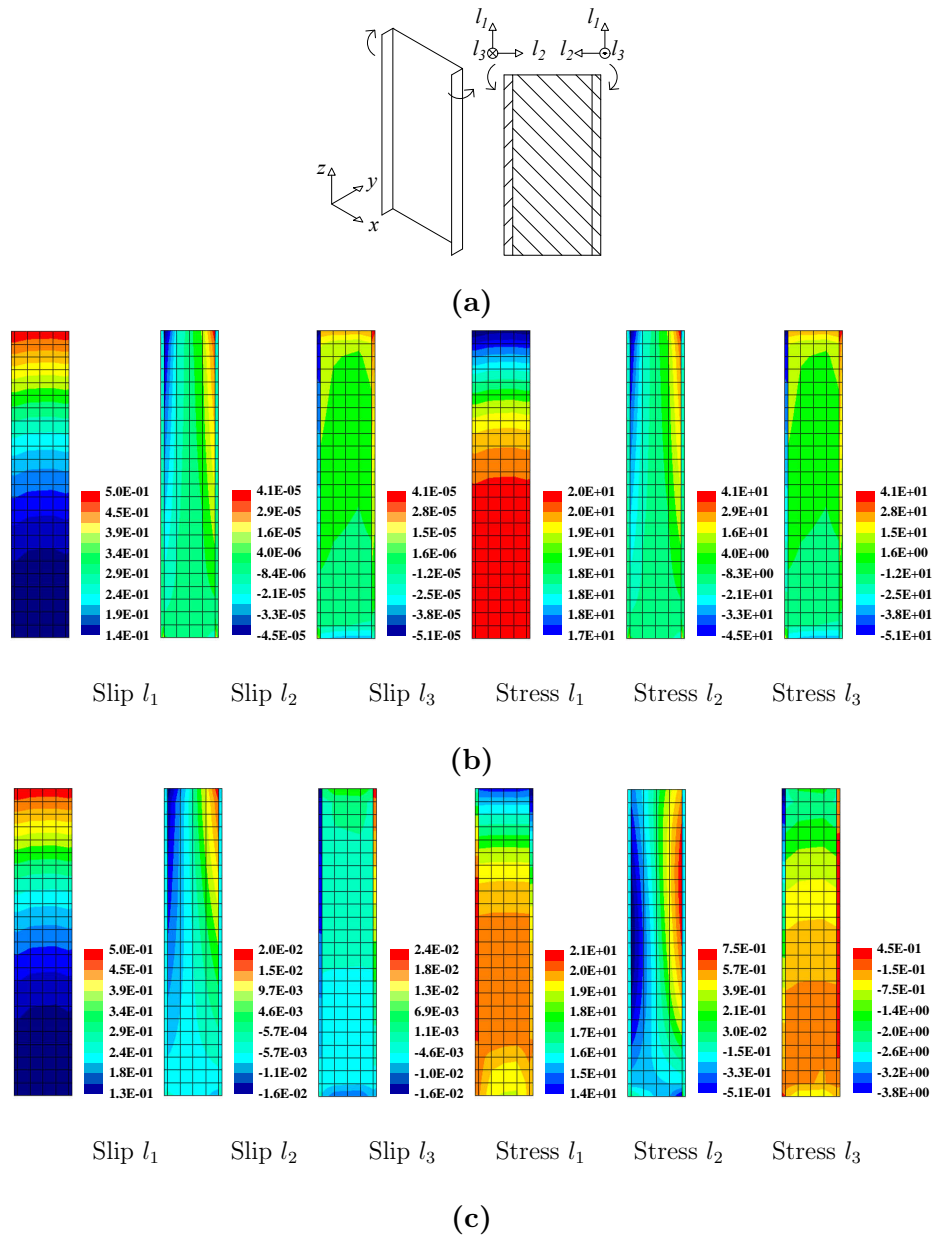 l₁ l₁
l₃ l₂ l₂ l₃
z y x
(a)
5.0E-01 4.1E-05 4.1E-05 2.0E+01 4.1E+01 4.1E+01
4.5E-01 2.9E-05 2.8E-05 2.0E+01 2.9E+01 2.8E+01
3.9E-01 1.6E-05 1.5E-05 1.9E+01 1.6E+01 1.5E+01
3.4E-01 4.0E-06 1.6E-06 1.9E+01 4.0E+00 1.6E+00
2.9E-01 -8.4E-06 -1.2E-05 1.8E+01 -8.3E+00 -1.2E+01
2.4E-01 -2.1E-05 -2.5E-05 1.8E+01 -2.1E+01 -2.5E+01
1.9E-01 -3.3E-05 -3.8E-05 1.8E+01 -3.3E+01 -3.8E+01
1.4E-01 -4.5E-05 -5.1E-05 1.7E+01 -4.5E+01 -5.1E+01
Slip l₁ Slip l₂ Slip l₃ Stress l₁ Stress l₂ Stress l₃
(b)
5.0E-01 2.0E-02 2.4E-02 2.1E+01 7.5E-01 4.5E-01
4.5E-01 1.5E-02 1.8E-02 2.0E+01 5.7E-01 -1.5E-01
3.9E-01 9.7E-03 1.3E-02 1.9E+01 3.9E-01 -7.5E-01
3.4E-01 4.6E-03 6.9E-03 1.8E+01 2.1E-01 -1.4E+00
2.9E-01 -5.7E-04 1.1E-03 1.7E+01 3.0E-02 -2.0E+00
2.4E-01 -5.7E-03 -4.6E-03 1.6E+01 -1.5E-01 -2.6E+00
1.8E-01 -1.1E-02 -1.0E-02 1.5E+01 -3.3E-01 -3.2E+00
1.3E-01 -1.6E-02 -1.6E-02 1.4E+01 -5.1E-01 -3.8E+00
Slip l₁ Slip l₂ Slip l₃ Stress l₁ Stress l₂ Stress l₃
(c)